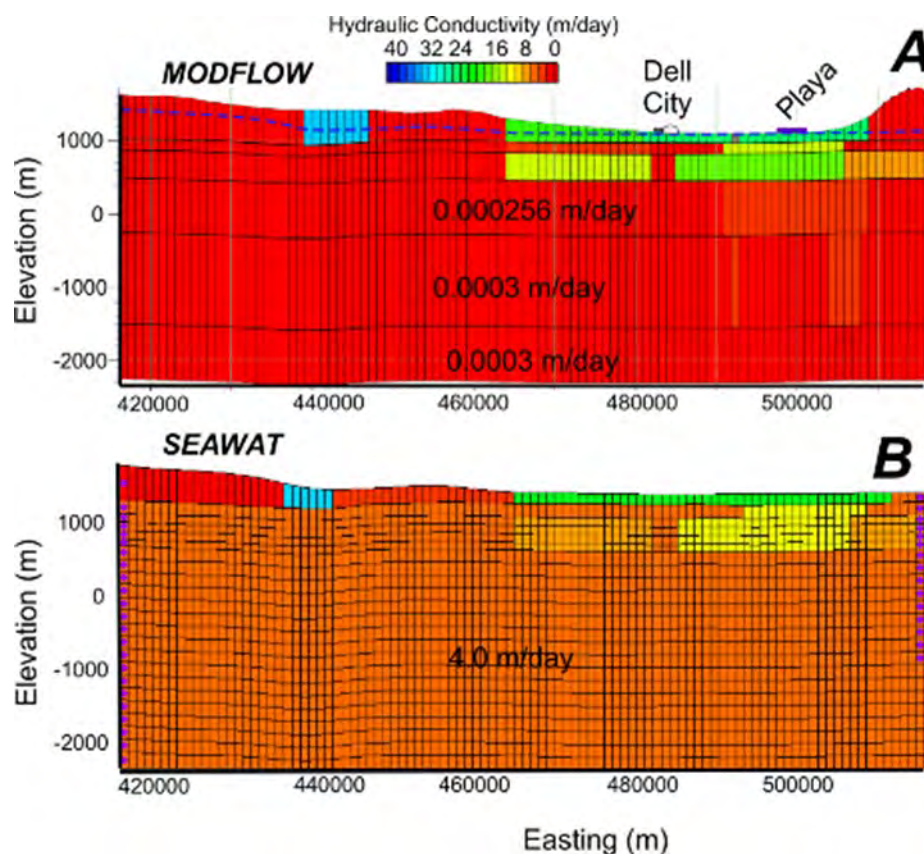 Hydraulic Conductivity (m/day)
40 32 24 16 8 0
MODFLOW
A
Dell
City
Playa
1000
0
-1000
-2000
Elevation (m)
0.000256 m/day
0.0003 m/day
0.0003 m/day
420000 440000 460000 480000 500000
SEAWAT
B
1000
0
-1000
-2000
Elevation (m)
4.0 m/day
420000 440000 460000 480000 500000
Easting (m)